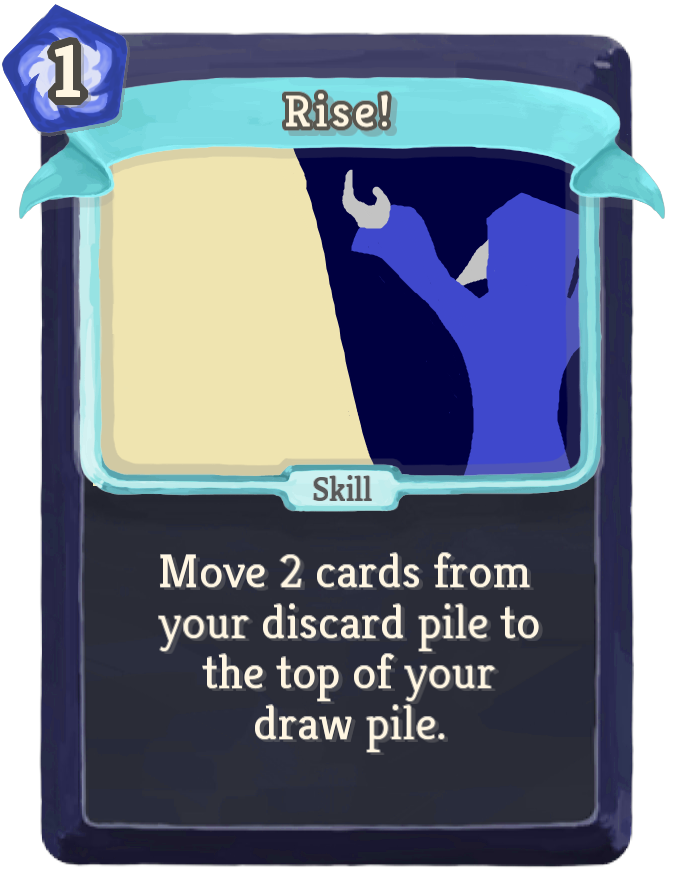 1
Rise!
Skill
Move 2 cards from
your discard pile to
the top of your
draw pile.